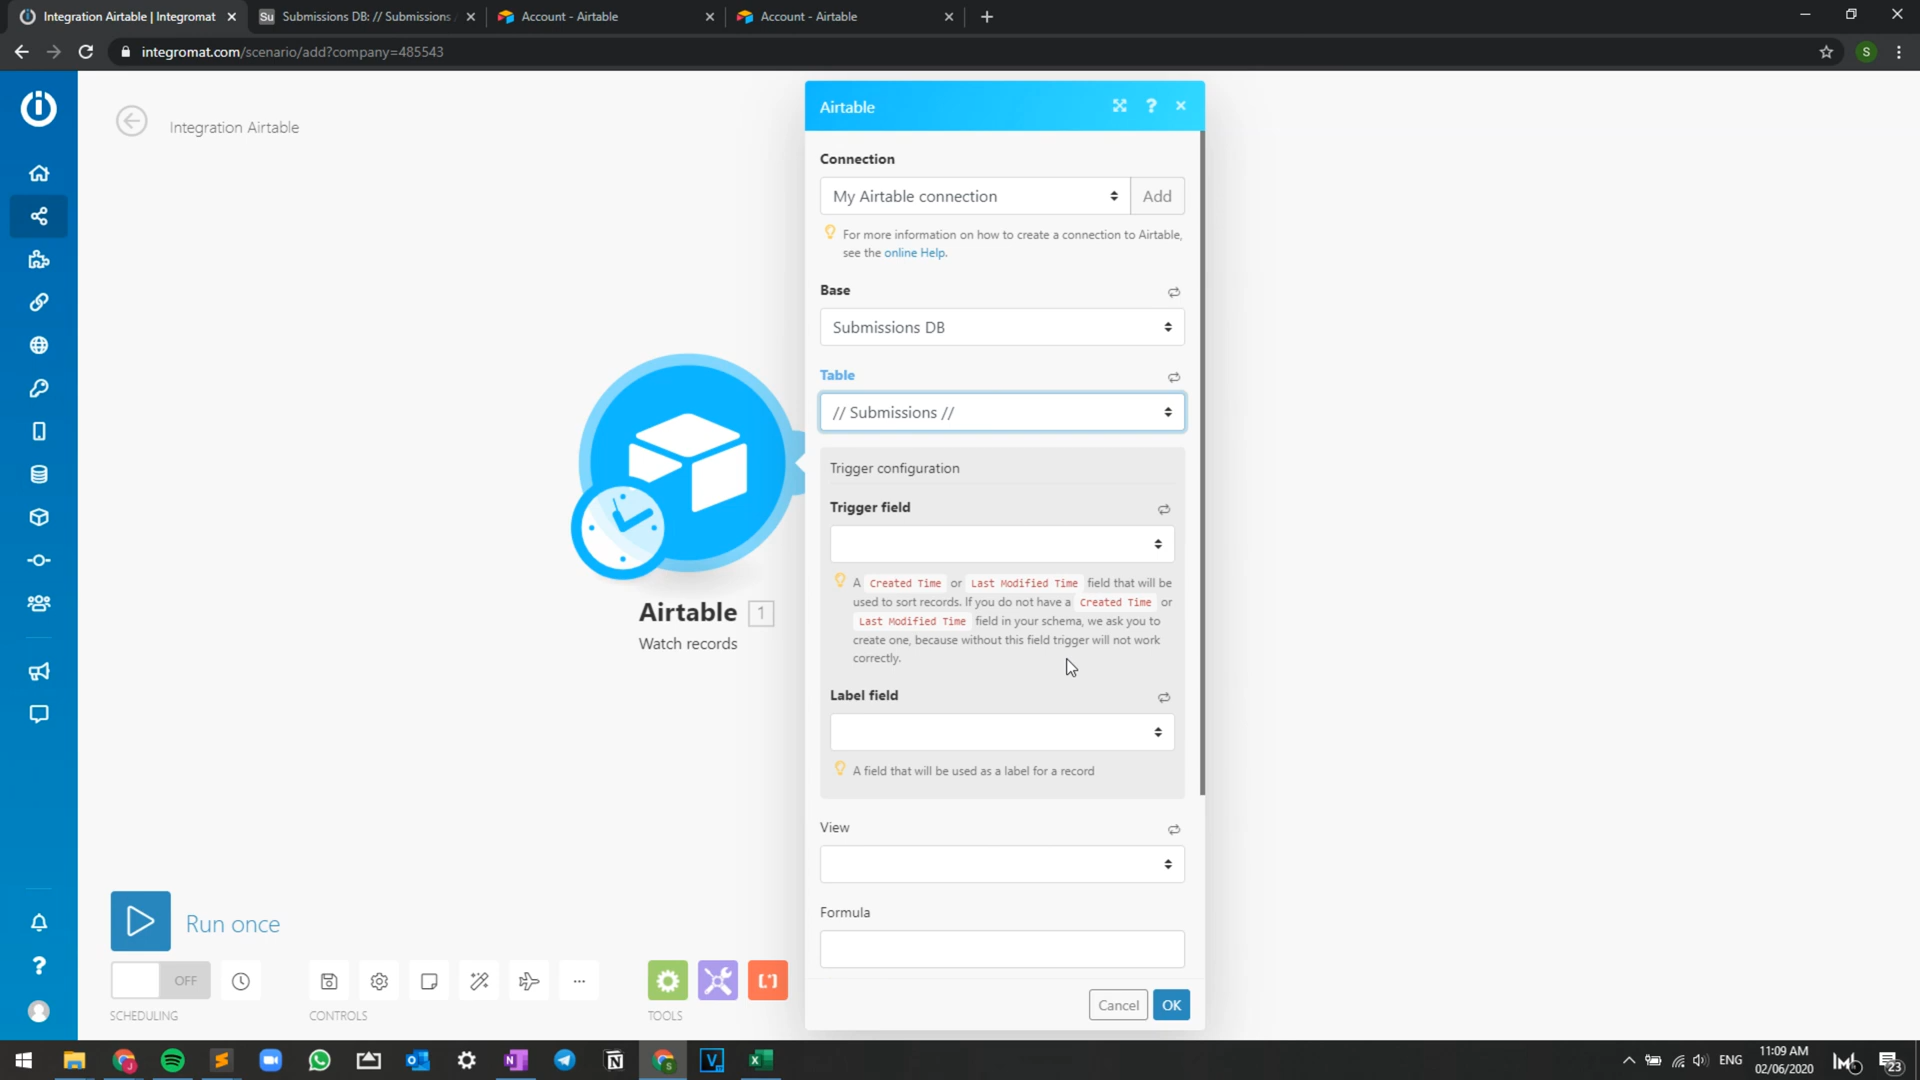 Integration Airtable | Integromat
Su
Submissions DB: // Submissions
Account - Airtable
Account - Airtable
integromat.com/scenario/add?company=485543
S
Integration Airtable
Airtable
Connection
My Airtable connection
Add
For more information on how to create a connection to Airtable,
see the online Help.
Base
Submissions DB
Table
// Submissions //
Trigger configuration
Trigger field
A Created Time or Last Modified Time field that will be
used to sort records. If you do not have a Created Time or
Last Modified Time field in your schema, we ask you to
create one, because without this field trigger will not work
correctly.
Label field
A field that will be used as a label for a record
View
Formula
Cancel
OK
Airtable
1
Watch records
Run once
OFF
SCHEDULING
CONTROLS
TOOLS
ENG
11:09 AM
02/06/2020
23